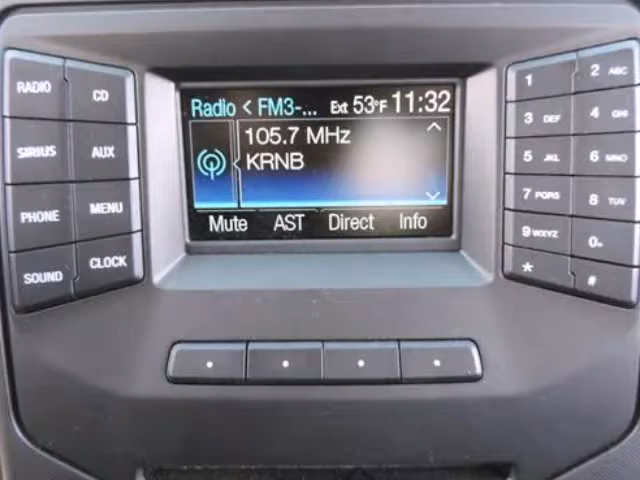 RADIO
CD
SIRIUS
AUX
PHONE
MENU
SOUND
CLOCK
Radio < FM3-... Ext 53°F 11:32
105.7 MHz
KRNB
Mute AST Direct Info
1
2 ABC
3 DEF
4 GHI
5 JKL
6 MNO
7 PQRS
8 TUV
9 WXYZ
0+
*
#